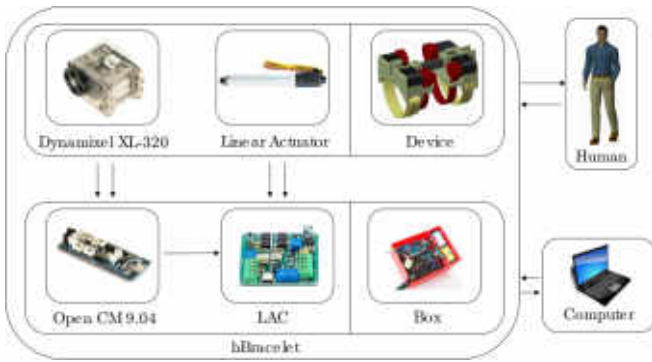 Dynamixel XL-320
Linear Actuator
Device
Human
Open CM 9.04
LAC
Box
Computer
hBracelet